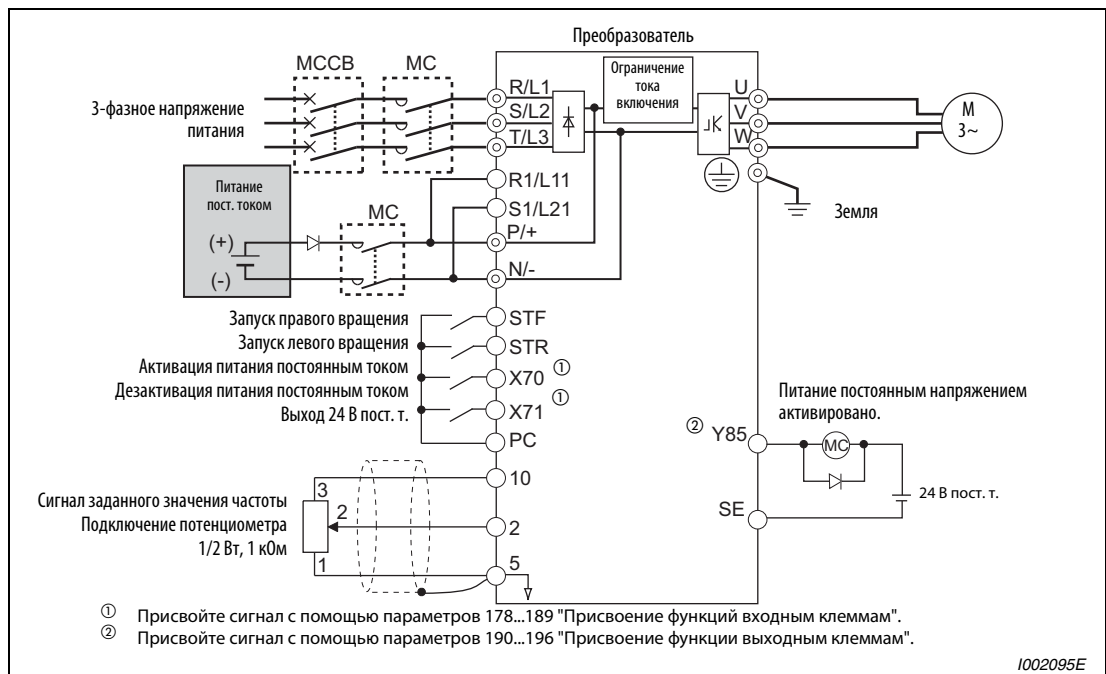 Преобразователь
MCCB
MC
Ограничение
тока
включения
3-фазное напряжение
питания
R/L1
S/L2
T/L3
U
V
W
M
3~
Земля
Питание
пост. током
(+)
(-)
MC
R1/L11
S1/L21
P/+
N/-
Запуск правого вращения
STF
Запуск левого вращения
STR
Активация питания постоянным током
X70 ①
Дезактивация питания постоянным током
X71 ①
Выход 24 В пост. т.
PC
Питание постоянным напряжением
активировано.
② Y85
MC
24 В пост. т.
SE
Сигнал заданного значения частоты
Подключение потенциометра
1/2 Вт, 1 кОм
3
2
1
10
2
5
① Присвойте сигнал с помощью параметров 178...189 "Присвоение функций входным клеммам".
② Присвойте сигнал с помощью параметров 190...196 "Присвоение функции выходным клеммам".
I002095E